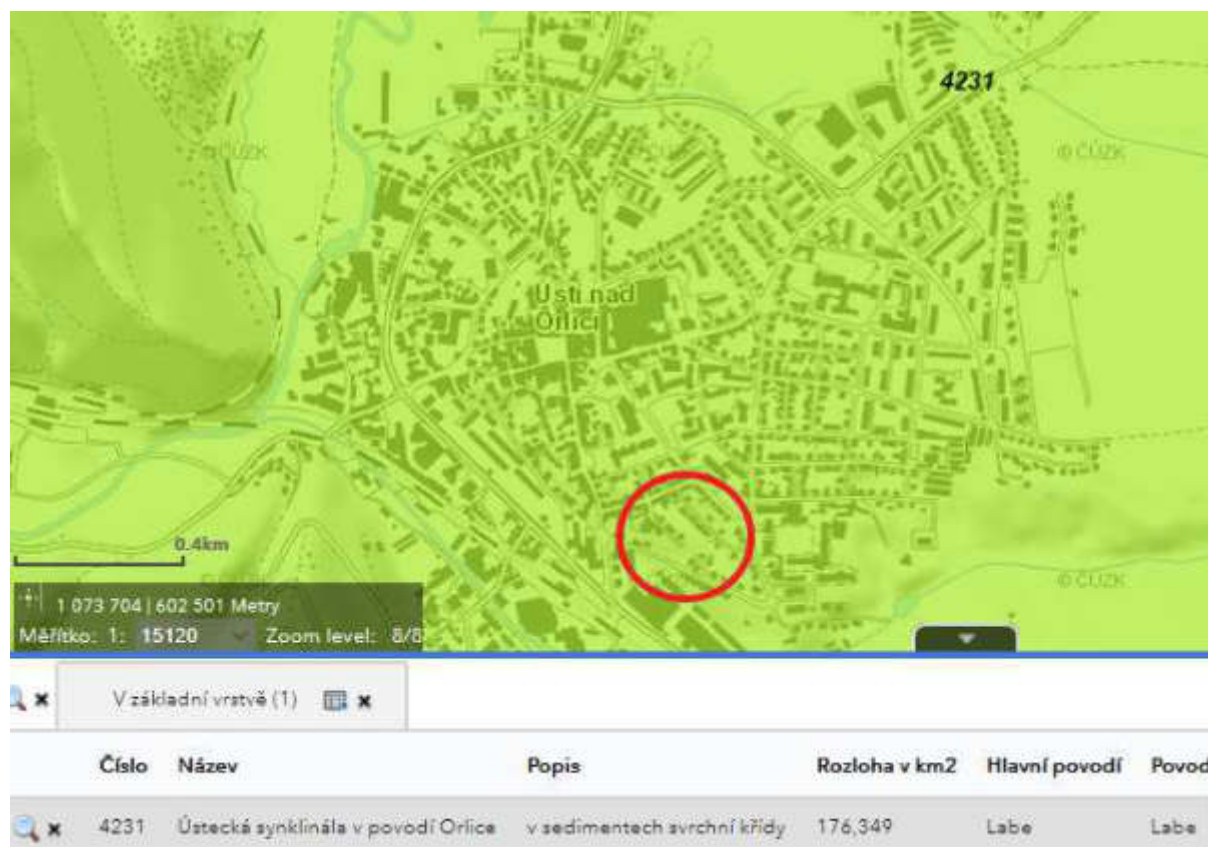 4231
© ČÚZK
© ČÚZK
Ústí nad
Orlicí
0.4km
© ČÚZK
1 073 704 | 602 501 Metry
Měřítko: 1: 15120 Zoom level: 8/8
V základní vrstvě (1)
Číslo Název Popis Rozloha v km2 Hlavní povodí Povod
4231 Ústecká synklinála v povodí Orlice v sedimentech svrchní křídy 176,349 Labe Labe